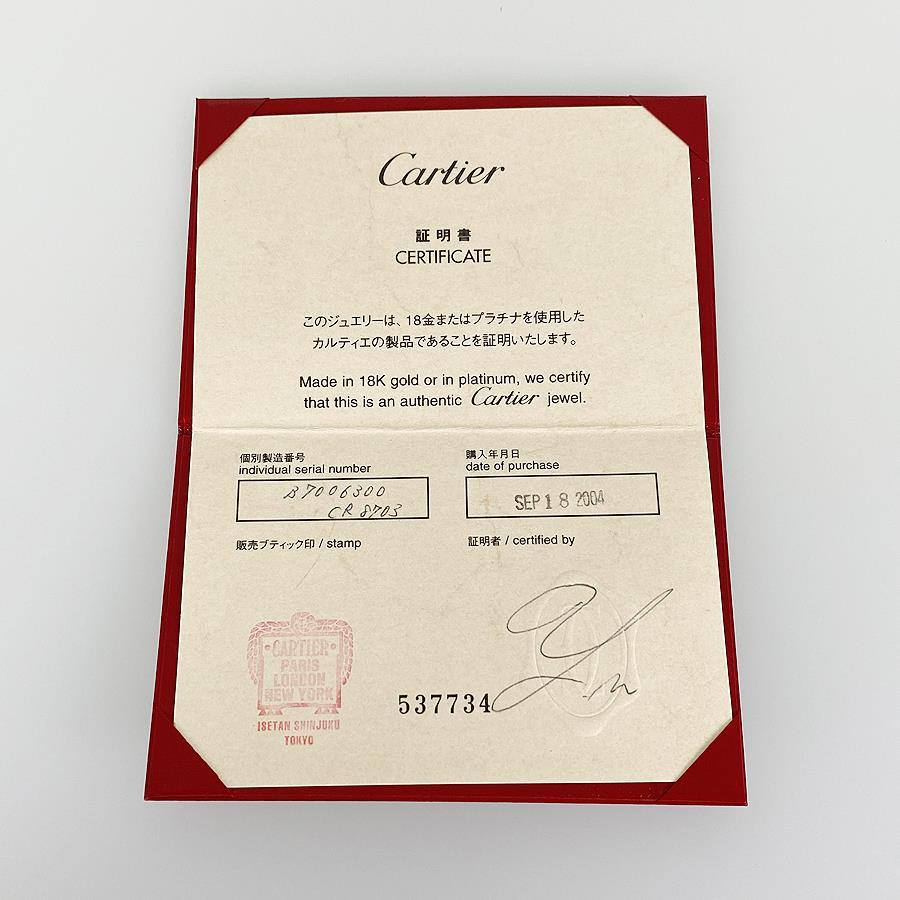 Cartier
証明書
CERTIFICATE
このジュエリーは、18金またはプラチナを使用した
カルティエの製品であることを証明いたします。
Made in 18K gold or in platinum, we certify
that this is an authentic Cartier jewel.
個別製造番号
individual serial number
B7006300
CR 8703
購入年月日
date of purchase
SEP 18 2004
販売ブティック印 / stamp
証明者 / certified by
CARTIER
PARIS
LONDON
NEW YORK
ISETAN SHINJUKU
TOKYO
537734